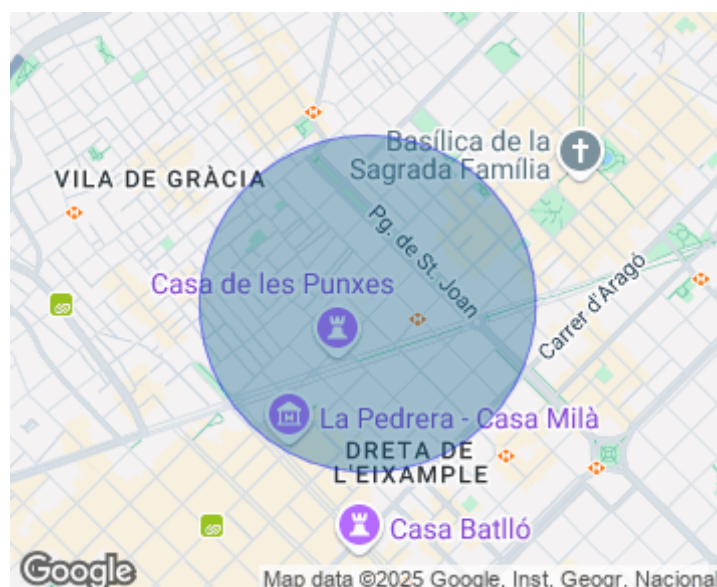 Basílica de la
Sagrada Família
VILA DE GRÀCIA
Pg. de St. Joan
Casa de les Punxes
Carrer d'Aragó
La Pedrera - Casa Milà
DRETA DE
L'EIXAMPLE
Casa Batlló
Google
Map data ©2025 Google, Inst. Geogr. Nacional